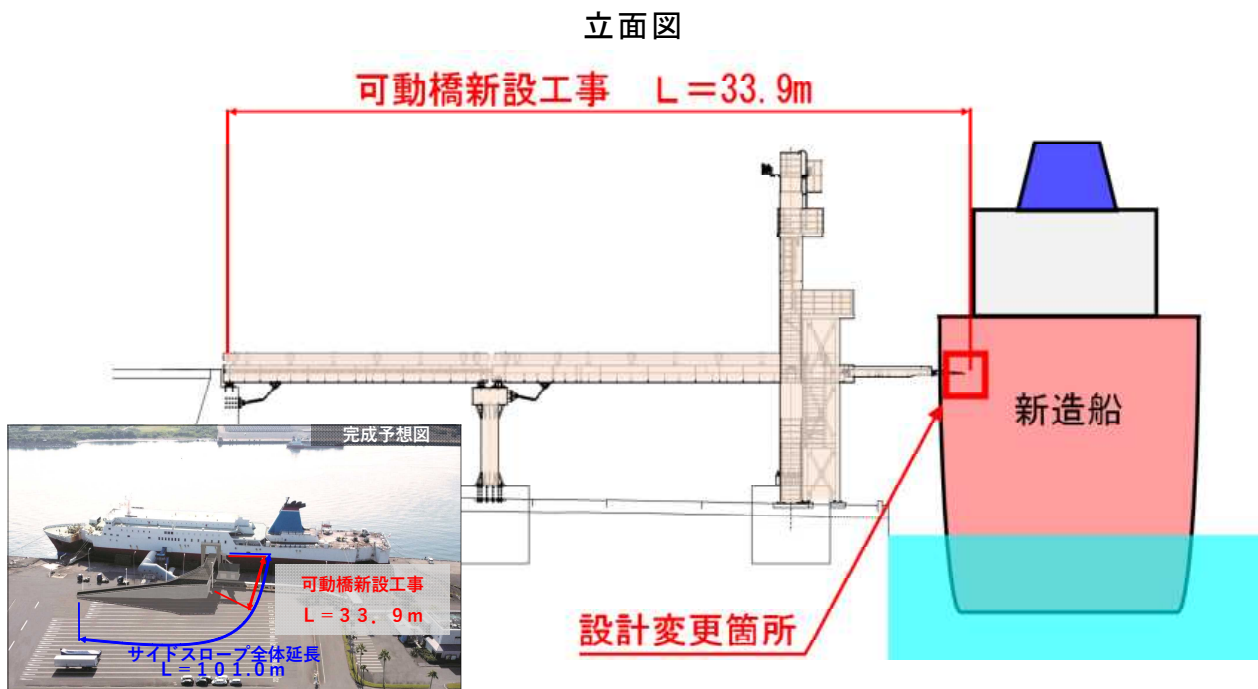 立面図
可動橋新設工事　L＝33.9m
新造船
完成予想図
可動橋新設工事
L＝33．9m
サイドスロープ全体延長
L＝101.0m
設計変更箇所